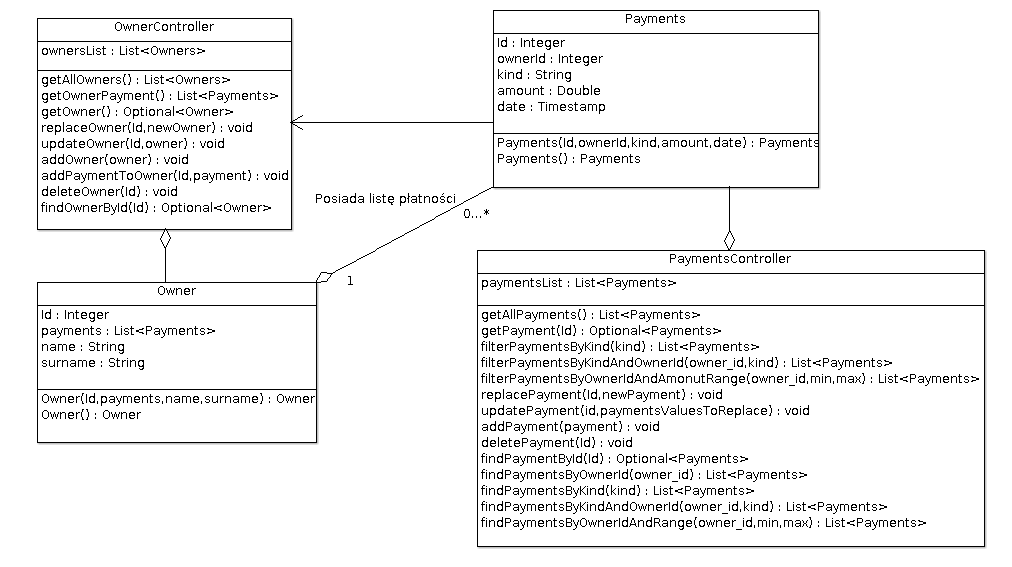 OwnerController
ownersList : List<Owners>
getAllOwners() : List<Owners>
getOwnerPayment() : List<Payments>
getOwner() : Optional<Owner>
replaceOwner(Id,newOwner) : void
updateOwner(Id,owner) : void
addOwner(owner) : void
addPaymentToOwner(Id,payment) : void
deleteOwner(Id) : void
findOwnerById(Id) : Optional<Owner>
Payments
Id : Integer
ownerId : Integer
kind : String
amount : Double
date : Timestamp
Payments(Id,ownerId,kind,amount,date) : Payments
Payments() : Payments
Posiada listę płatności
0...*
1
Owner
Id : Integer
payments : List<Payments>
name : String
surname : String
Owner(Id,payments,name,surname) : Owner
Owner() : Owner
PaymentsController
paymentsList : List<Payments>
getAllPayments() : List<Payments>
getPayment(Id) : Optional<Payments>
filterPaymentsByKind(kind) : List<Payments>
filterPaymentsByKindAndOwnerId(owner_id,kind) : List<Payments>
filterPaymentsByOwnerIdAndAmonutRange(owner_id,min,max) : List<Payments>
replacePayment(Id,newPayment) : void
updatePayment(id,paymentsValuesToReplace) : void
addPayment(payment) : void
deletePayment(Id) : void
findPaymentById(Id) : Optional<Payments>
findPaymentsByOwnerId(owner_id) : List<Payments>
findPaymentsByKind(kind) : List<Payments>
findPaymentsByKindAndOwnerId(owner_id,kind) : List<Payments>
findPaymentsByOwnerIdAndRange(owner_id,min,max) : List<Payments>